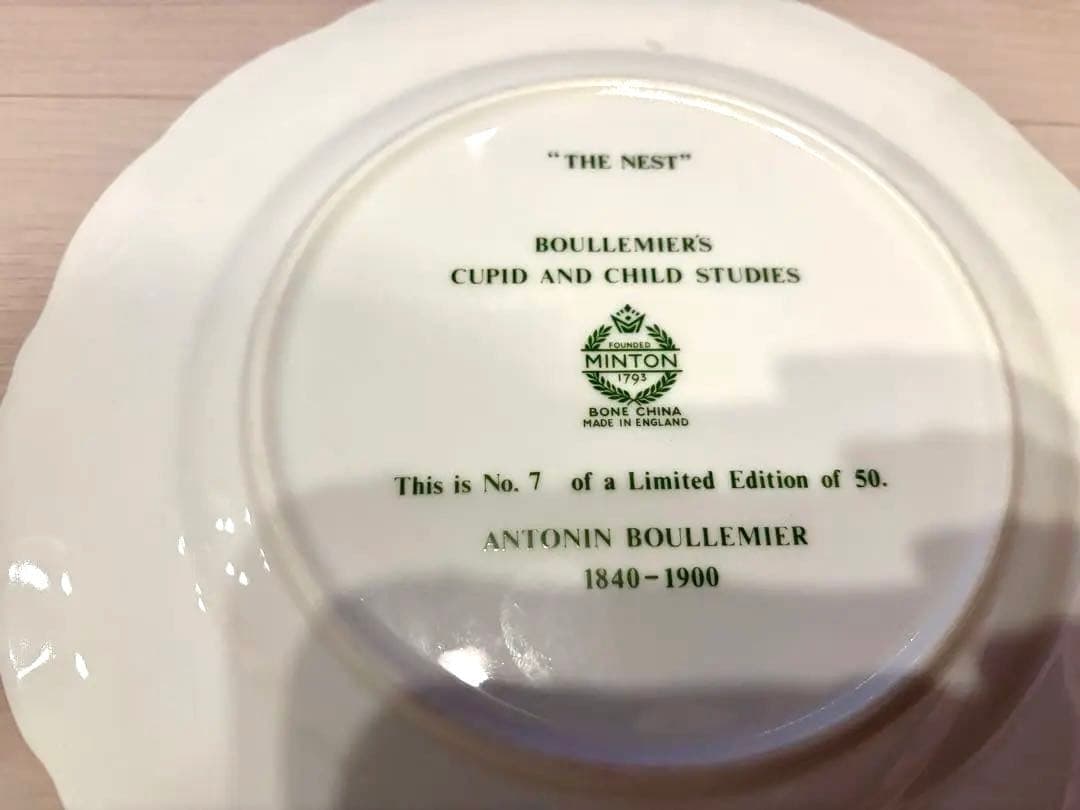 “THE NEST”
BOULLEMIER'S
CUPID AND CHILD STUDIES
FOUNDED
MINTON
1793
BONE CHINA
MADE IN ENGLAND
This is No. 7 of a Limited Edition of 50.
ANTONIN BOULLEMIER
1840–1900